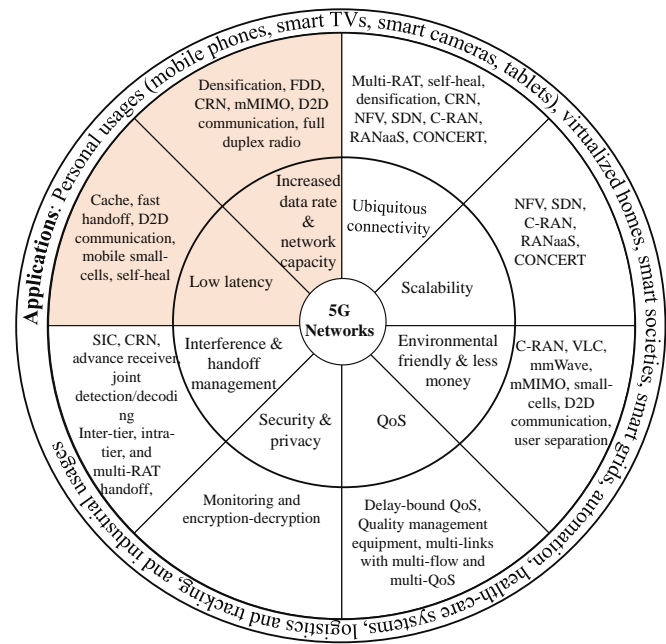 Applications: Personal usages (mobile phones, smart TVs, smart cameras, tablets), virtualized homes, smart societies, smart grids, automation, health-care systems, logistics and tracking, and industrial usages
Densification, FDD,
CRN, mMIMO, D2D
communication, full
duplex radio
Multi-RAT, self-heal,
densification, CRN,
NFV, SDN, C-RAN,
RANaaS, CONCERT,
Cache, fast
handoff, D2D
communication,
mobile small-
cells, self-heal
Increased
data rate
&
network
capacity
Ubiquitous
connectivity
NFV, SDN,
C-RAN,
RANaaS,
CONCERT
Low latency
Scalability
5G
Networks
SIC, CRN,
advance receiver,
joint
detection/decodi
ng
Inter-tier, intra-
tier, and
multi-RAT
handoff,
Interference &
handoff
management
Environmental
friendly & less
money
C-RAN, VLC,
mmWave,
mMIMO, small-
cells, D2D
communication,
user separation
Security &
privacy
QoS
Monitoring and
encryption-decryption
Delay-bound QoS,
Quality management
equipment, multi-links
with multi-flow and
multi-QoS